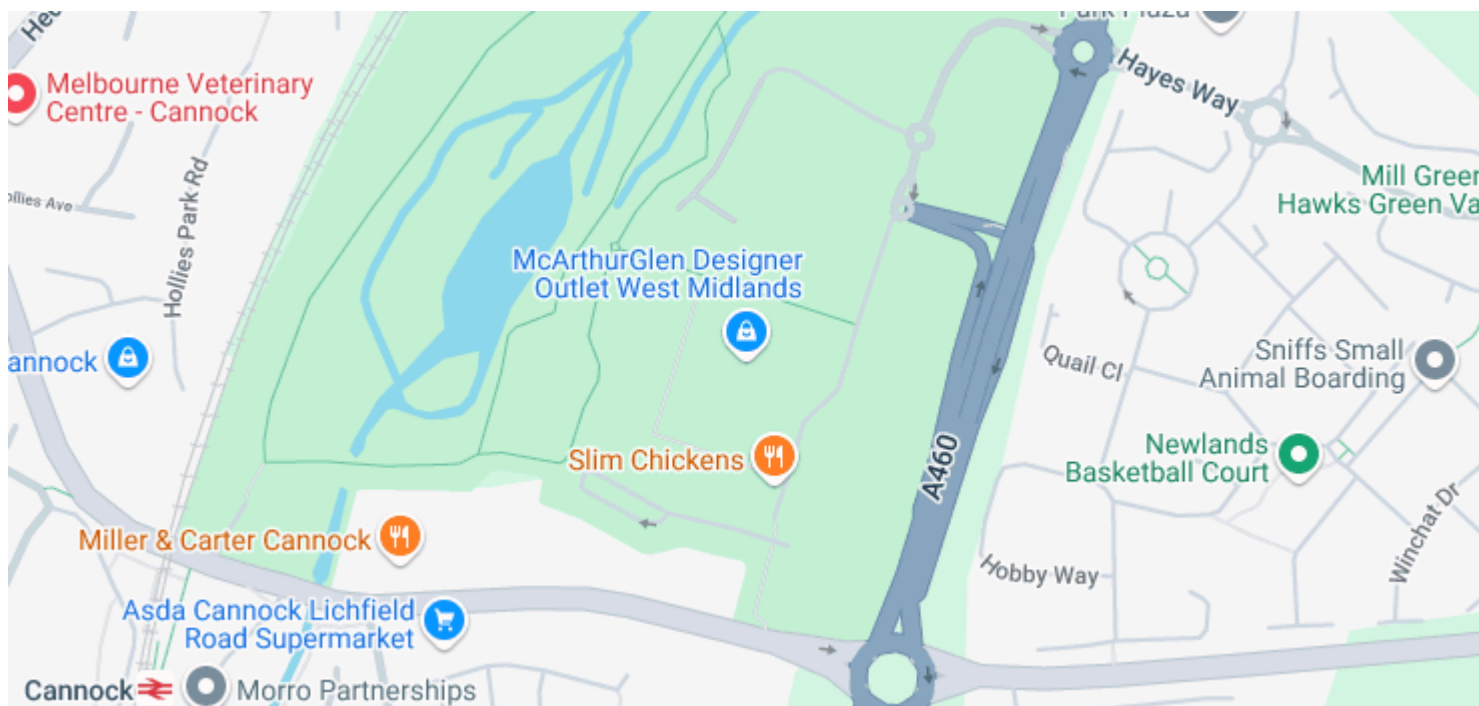 Park Plaza
Hayes Way
Melbourne Veterinary
Centre - Cannock
Hollies Park Rd
Mill Green
Hawks Green Va
McArthurGlen Designer
Outlet West Midlands
annock
Quail Cl
Sniffs Small
Animal Boarding
Slim Chickens
A460
Newlands
Basketball Court
Winchat Dr
Miller & Carter Cannock
Hobby Way
Asda Cannock Lichfield
Road Supermarket
Cannock
Morro Partnerships